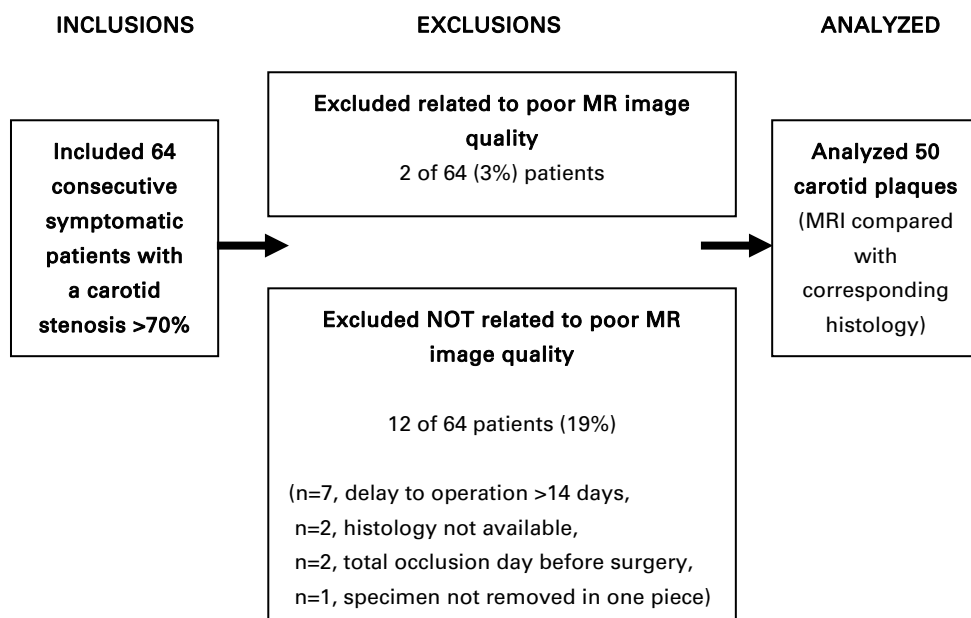 INCLUSIONS
EXCLUSIONS
ANALYZED
Included 64
consecutive
symptomatic
patients with
a carotid
stenosis >70%
Excluded related to poor MR image
quality
2 of 64 (3%) patients
Excluded NOT related to poor MR
image quality
12 of 64 patients (19%)
(n=7, delay to operation >14 days,
n=2, histology not available,
n=2, total occlusion day before surgery,
n=1, specimen not removed in one piece)
Analyzed 50
carotid plaques
(MRI compared
with
corresponding
histology)